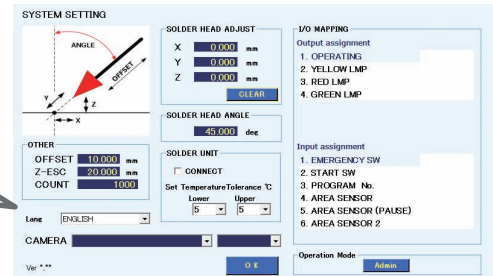 SYSTEM SETTING
ANGLE
OFFSET
Y
Z
X
SOLDER HEAD ADJUST
X 0.000 mm
Y 0.000 mm
Z 0.000 mm
CLEAR
SOLDER HEAD ANGLE
45.000 deg
OTHER
OFFSET 10.000 mm
Z-ESC 20.000 mm
COUNT 1000
SOLDER UNIT
CONNECT
Set TemperatureTolerance ℃
Lower Upper
5 5
Lang ENGLISH
CAMERA
Ver *.**
O K
I/O MAPPING
Output assignment
1. OPERATING
2. YELLOW LMP
3. RED LMP
4. GREEN LMP
Input assignment
1. EMERGENCY SW
2. START SW
3. PROGRAM No.
4. AREA SENSOR
5. AREA SENSOR (PAUSE)
6. AREA SENSOR 2
Operation Mode
Admin